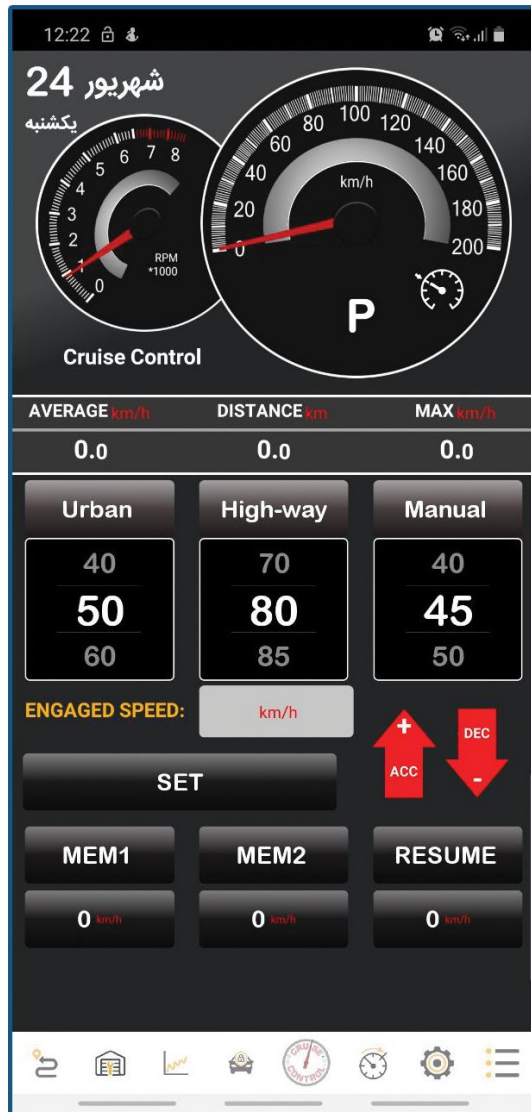 12:22
24 شهریور
یکشنبه
0 1 2 3 4 5 6 7 8
RPM
*1000
0 20 40 60 80 100 120 140 160 180 200
km/h
P
Cruise Control
AVERAGE km/h DISTANCE km MAX km/h
0.0 0.0 0.0
Urban High-way Manual
40 70 40
50 80 45
60 85 50
ENGAGED SPEED: km/h
+ ACC DEC -
SET
MEM1 MEM2 RESUME
0 km/h 0 km/h 0 km/h
CRUISE CONTROL